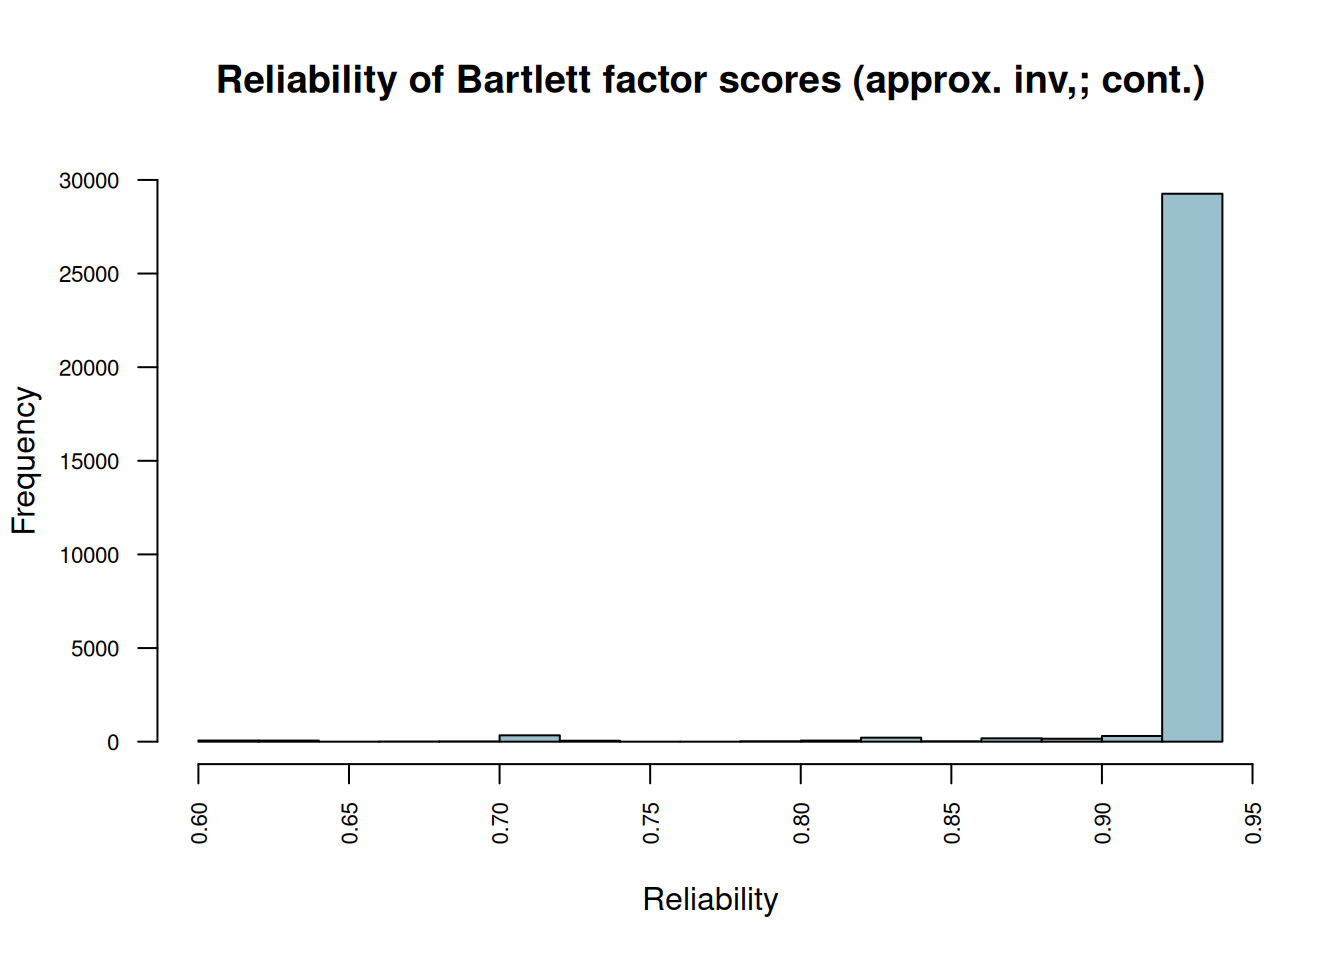 Reliability of Bartlett factor scores (approx. inv,; cont.)
30000
25000
20000
15000
10000
5000
0
Frequency
0.60 0.65 0.70 0.75 0.80 0.85 0.90 0.95
Reliability